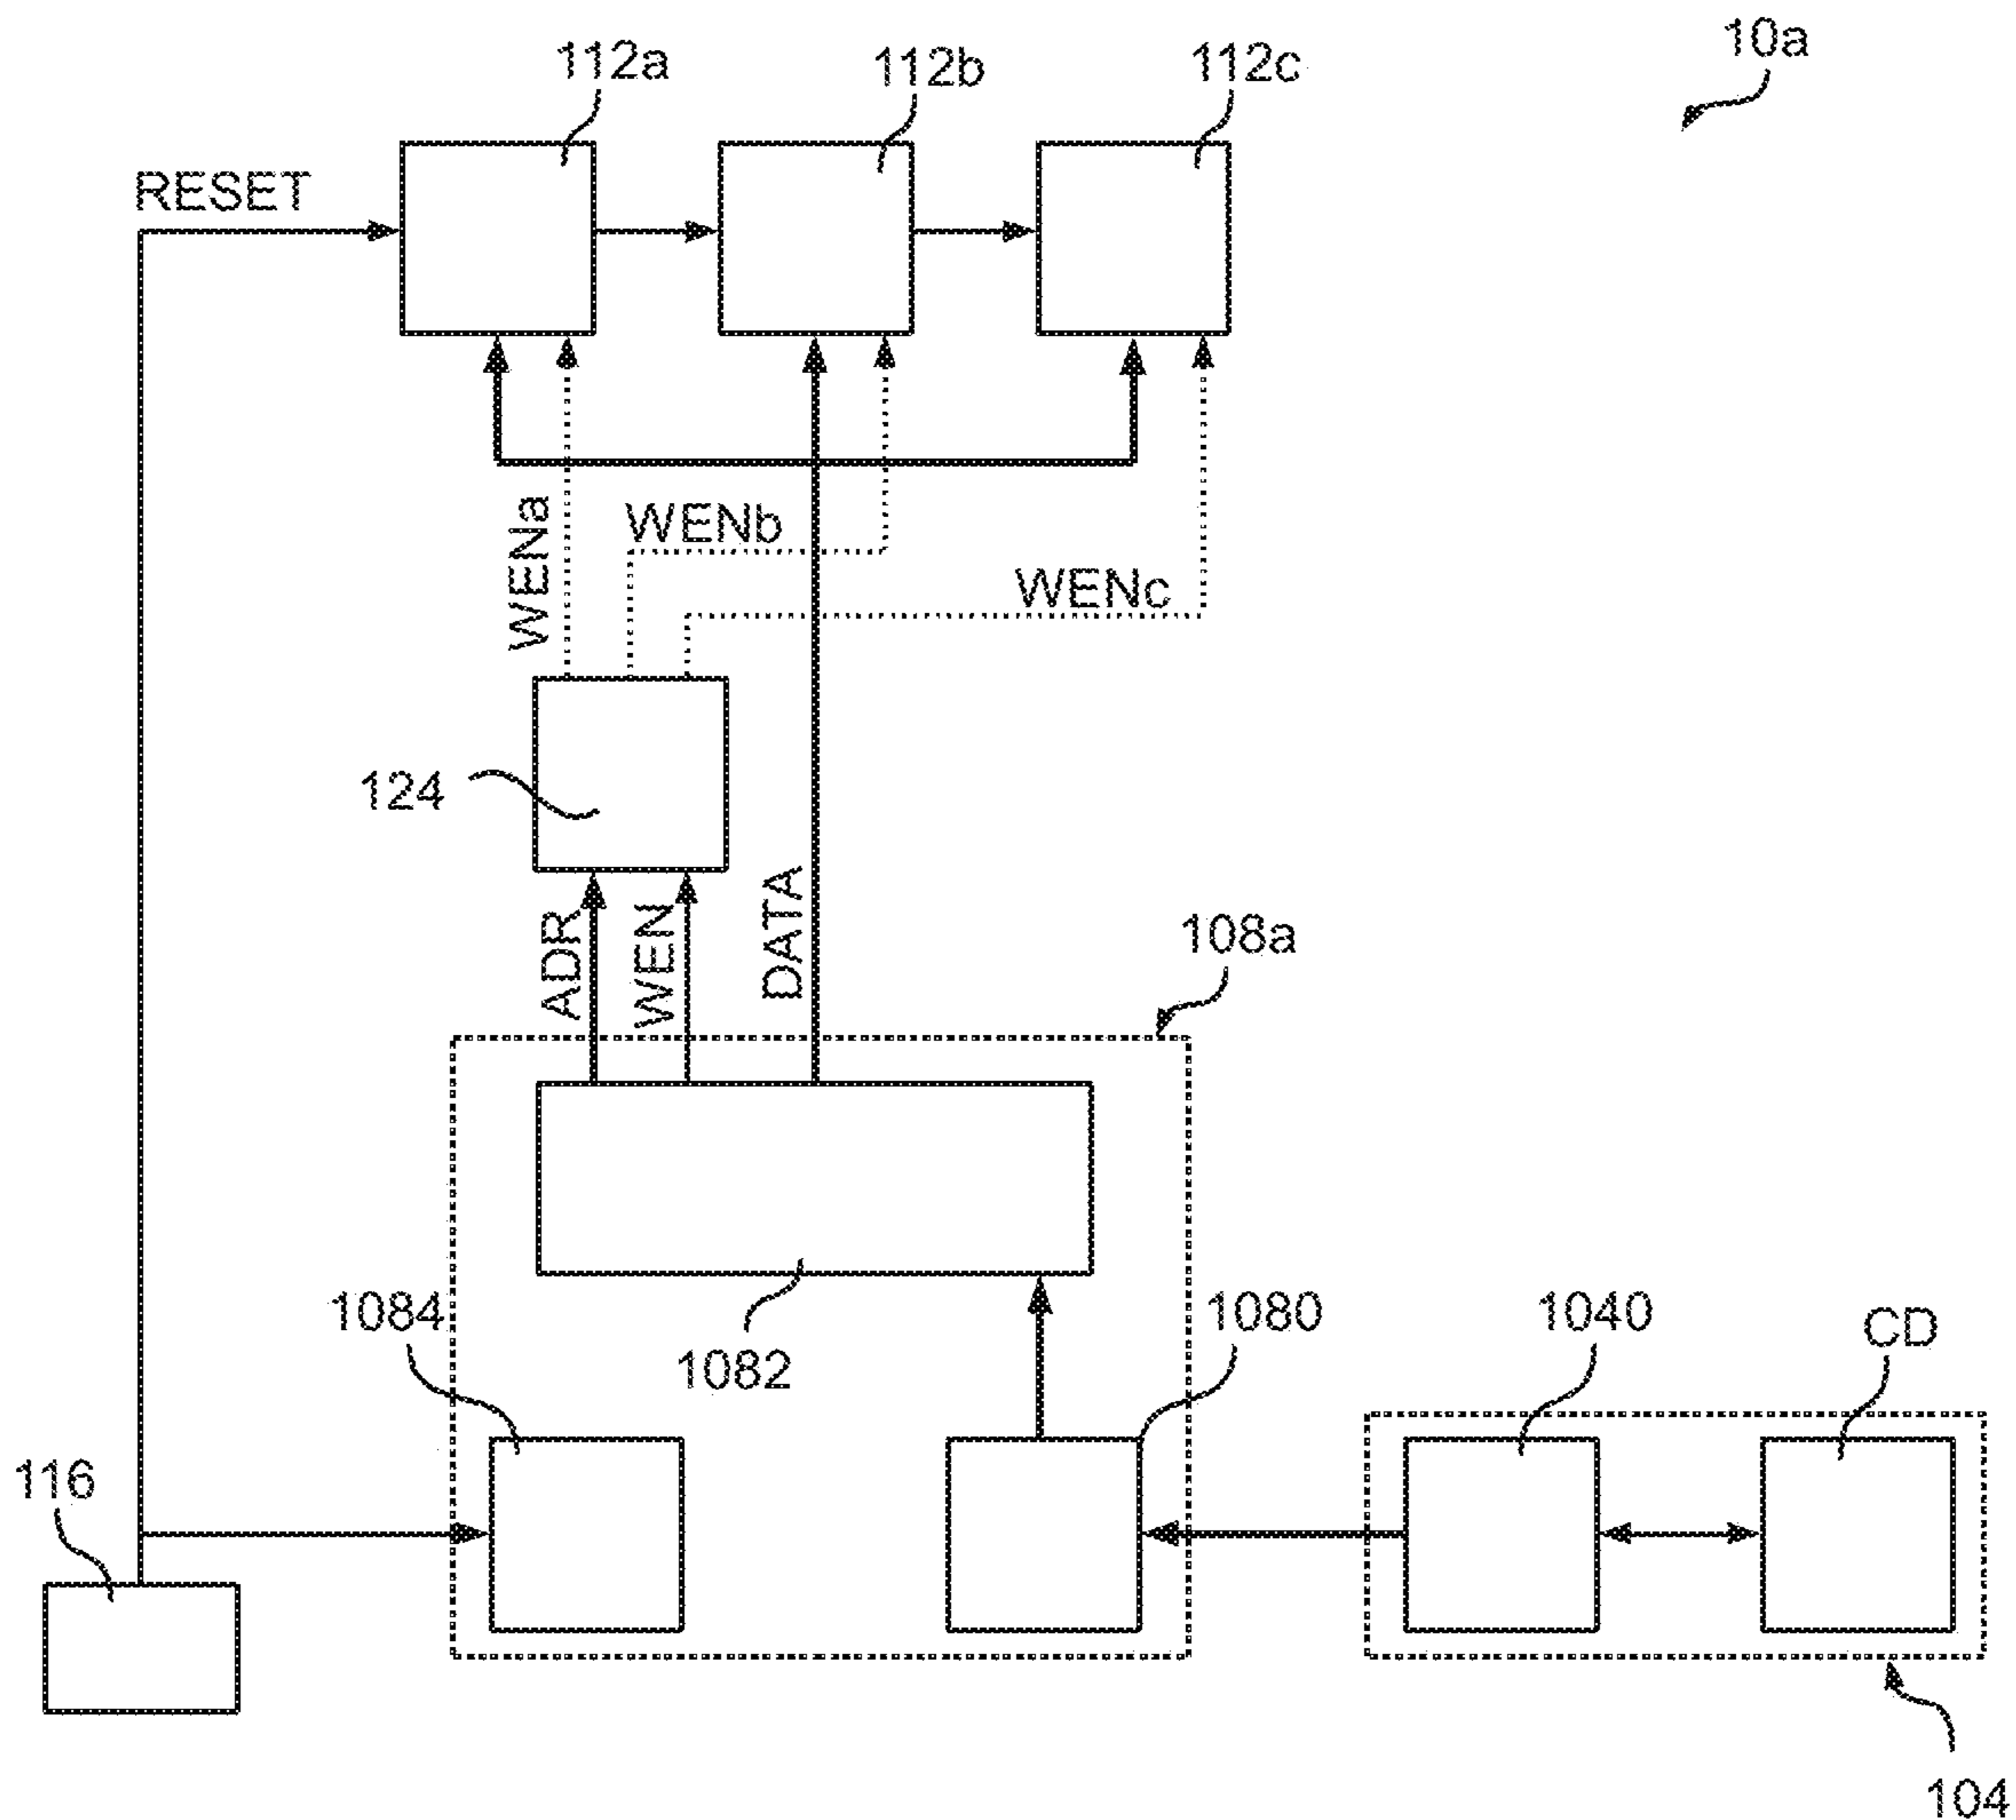 10a
112a
112b
112c
RESET
WENa
WENb
WENc
124
ADR
WEN
DATA
108a
1084
1082
1080
1040
CD
116
104